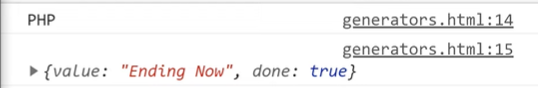 PHP generators.html:14
generators.html:15
▶ {value: "Ending Now", done: true}